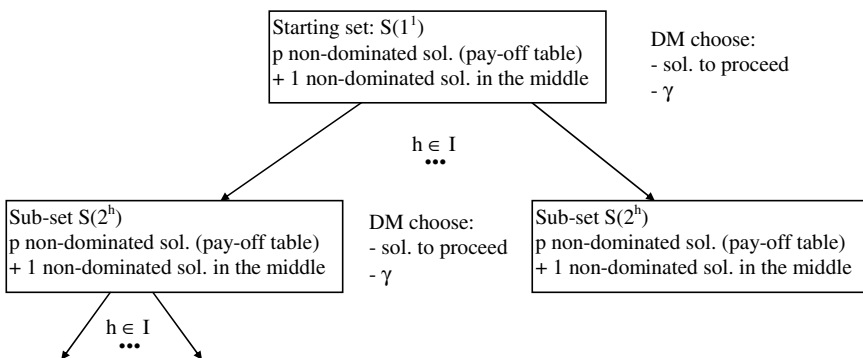 Starting set: S(1¹)
p non-dominated sol. (pay-off table)
+ 1 non-dominated sol. in the middle
DM choose:
- sol. to proceed
- γ
h ∈ I
•••
Sub-set S(2ʰ)
p non-dominated sol. (pay-off table)
+ 1 non-dominated sol. in the middle
DM choose:
- sol. to proceed
- γ
Sub-set S(2ʰ)
p non-dominated sol. (pay-off table)
+ 1 non-dominated sol. in the middle
h ∈ I
•••